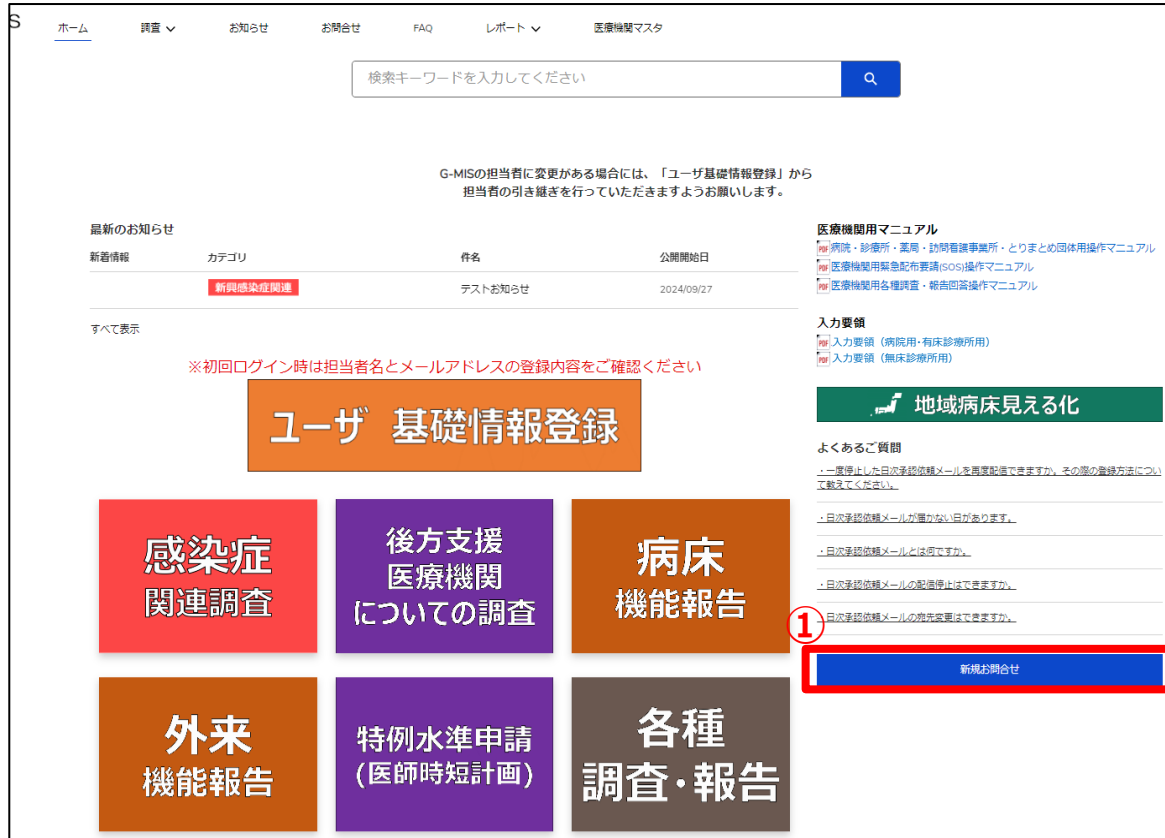 S
ホーム 調査 お知らせ お問合せ FAQ レポート 医療機関マスタ
検索キーワードを入力してください
G-MISの担当者に変更がある場合には、「ユーザ基礎情報登録」から
担当者の引き継ぎを行っていただきますようお願いします。
最新のお知らせ
新着情報 カテゴリ 件名 公開開始日
新興感染症関連 テストお知らせ 2024/09/27
すべて表示
※初回ログイン時は担当者名とメールアドレスの登録内容をご確認ください
ユーザ 基礎情報登録
感染症
関連調査
後方支援
医療機関
についての調査
病床
機能報告
外来
機能報告
特例水準申請
(医師時短計画)
各種
調査・報告
医療機関用マニュアル
PDF 病院・診療所・薬局・訪問看護事業所・とりまとめ団体用操作マニュアル
PDF 医療機関用緊急配布要請(SOS)操作マニュアル
PDF 医療機関用各種調査・報告回答操作マニュアル
入力要領
PDF 入力要領（病院用・有床診療所用）
PDF 入力要領（無床診療所用）
地域病床見える化
よくあるご質問
・一度停止した日次承認依頼メールを再度配信できますか。その際の登録方法につい
て教えてください。
・日次承認依頼メールが届かない日があります。
・日次承認依頼メールとは何ですか。
・日次承認依頼メールの配信停止はできますか。
日次承認依頼メールの宛先変更はできますか。
①
新規お問合せ